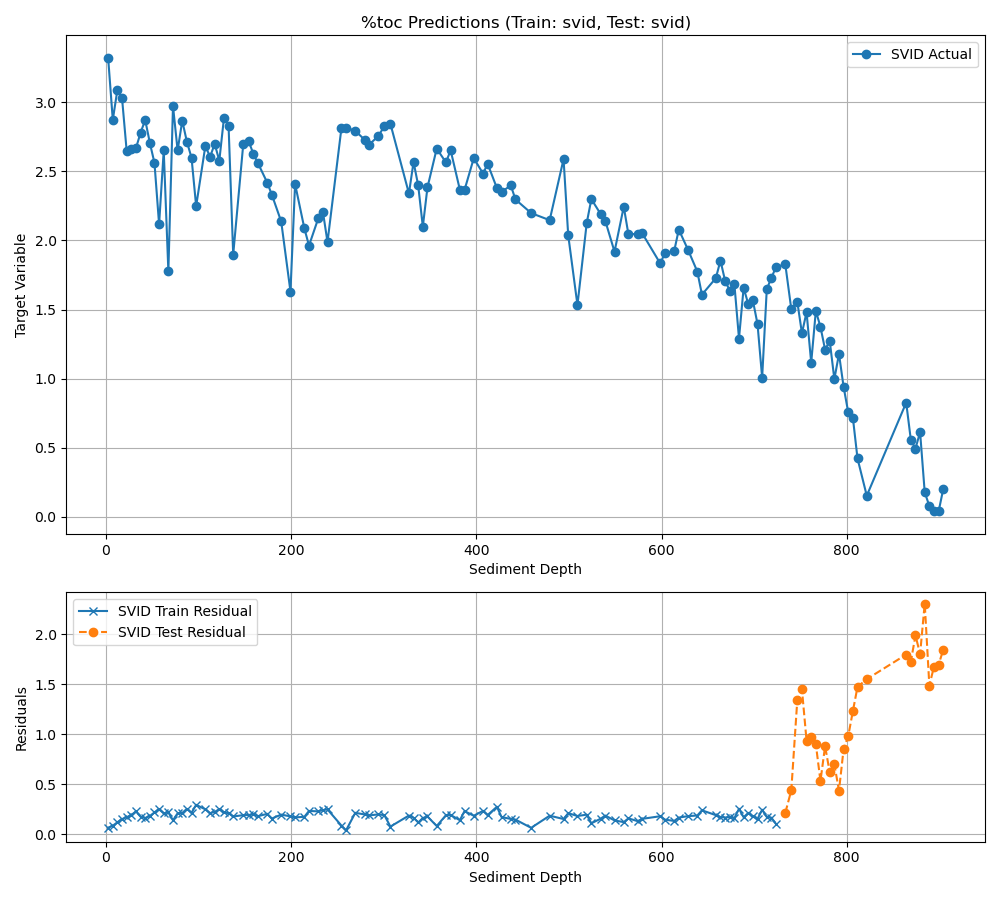 %toc Predictions (Train: svid, Test: svid)
SVID Actual
Target Variable
3.0
2.5
2.0
1.5
1.0
0.5
0.0
0 200 400 600 800
Sediment Depth
SVID Train Residual
SVID Test Residual
Residuals
2.0
1.5
1.0
0.5
0.0
0 200 400 600 800
Sediment Depth